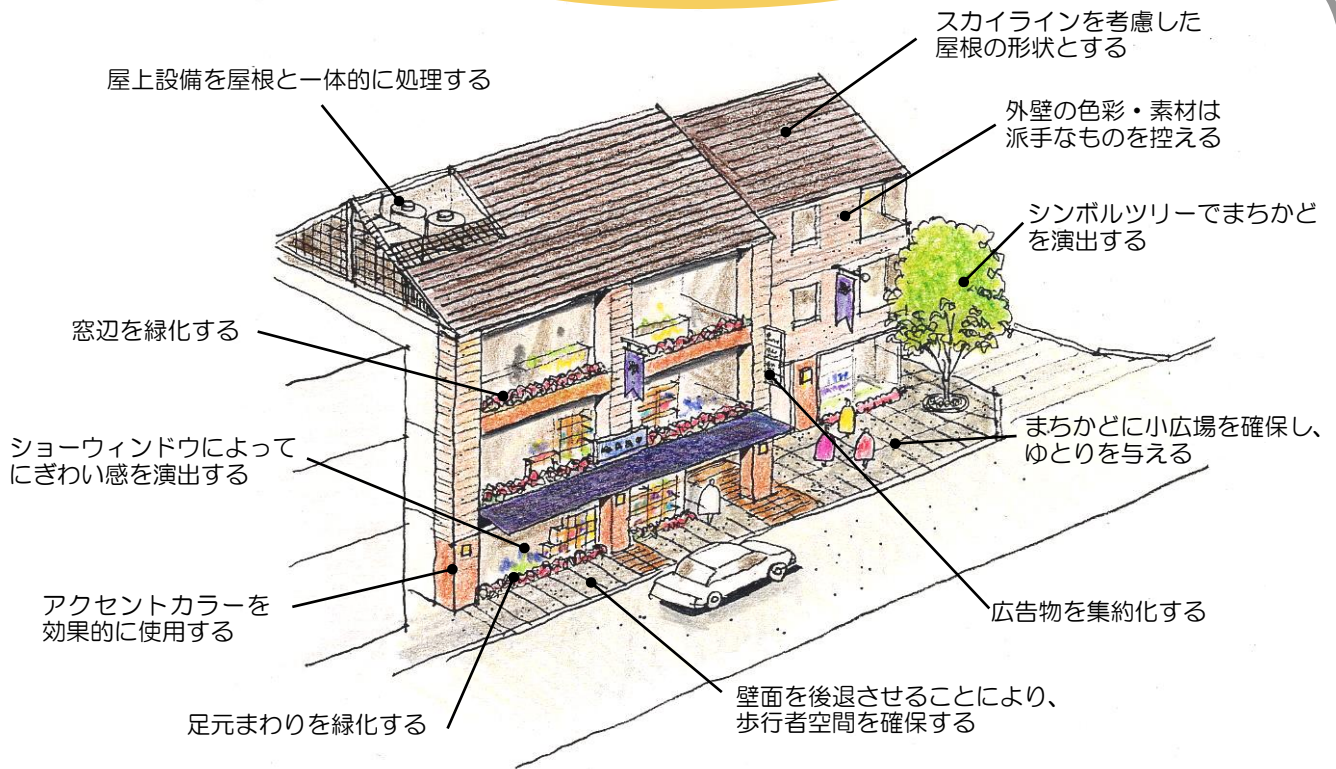 スカイラインを考慮した
屋根の形状とする
屋上設備を屋根と一体的に処理する
外壁の色彩・素材は
派手なものを控える
シンボルツリーでまちかど
を演出する
窓辺を緑化する
まちかどに小広場を確保し、
ゆとりを与える
ショーウィンドウによって
にぎわい感を演出する
アクセントカラーを
効果的に使用する
広告物を集約化する
壁面を後退させることにより、
歩行者空間を確保する
足元まわりを緑化する